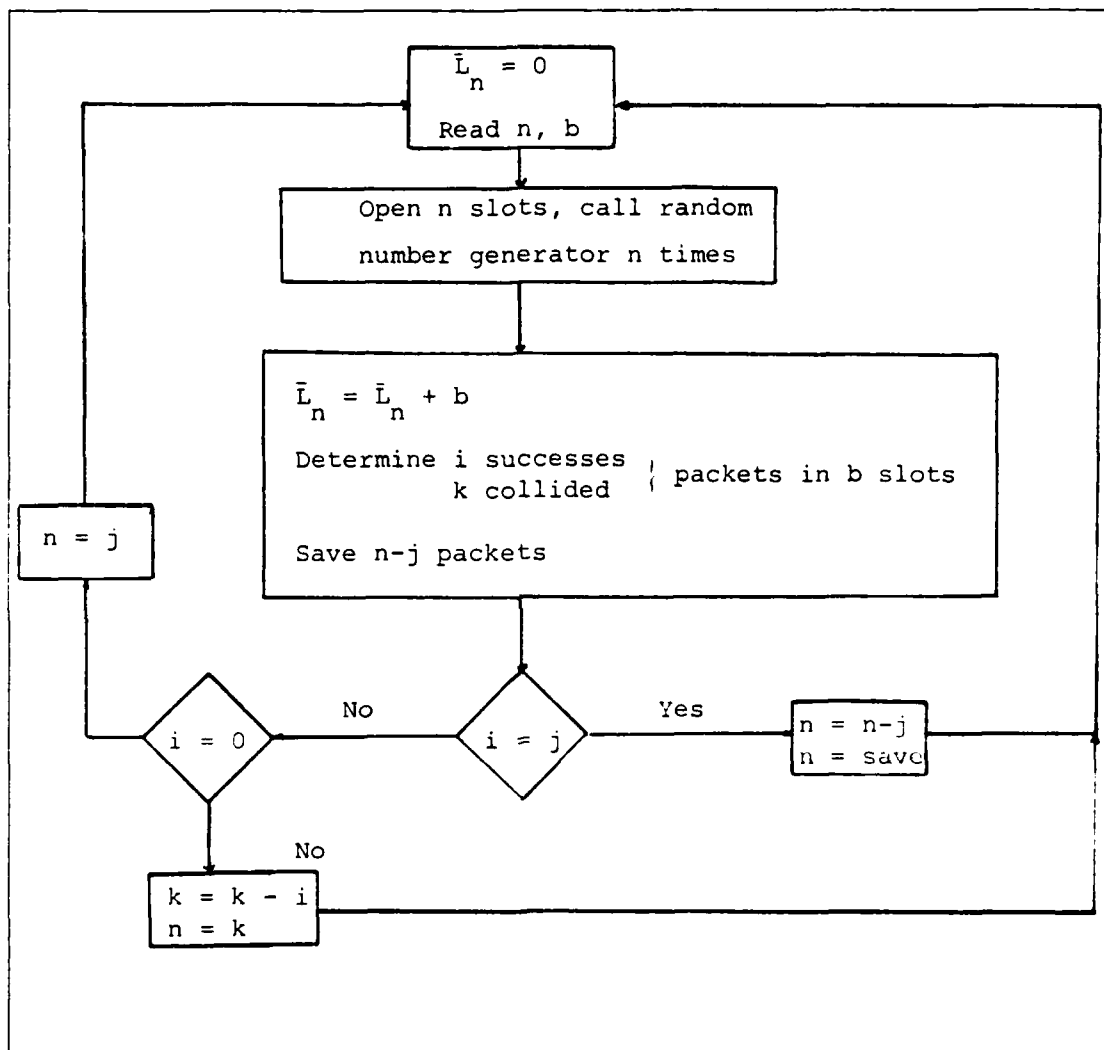 L̄n = 0
Read n, b
Open n slots, call random
number generator n times
L̄n = L̄n + b
Determine i successes
k collided
packets in b slots
Save n-j packets
n = j
i = 0
No
i = j
Yes
n = n-j
n = save
No
k = k - i
n = k